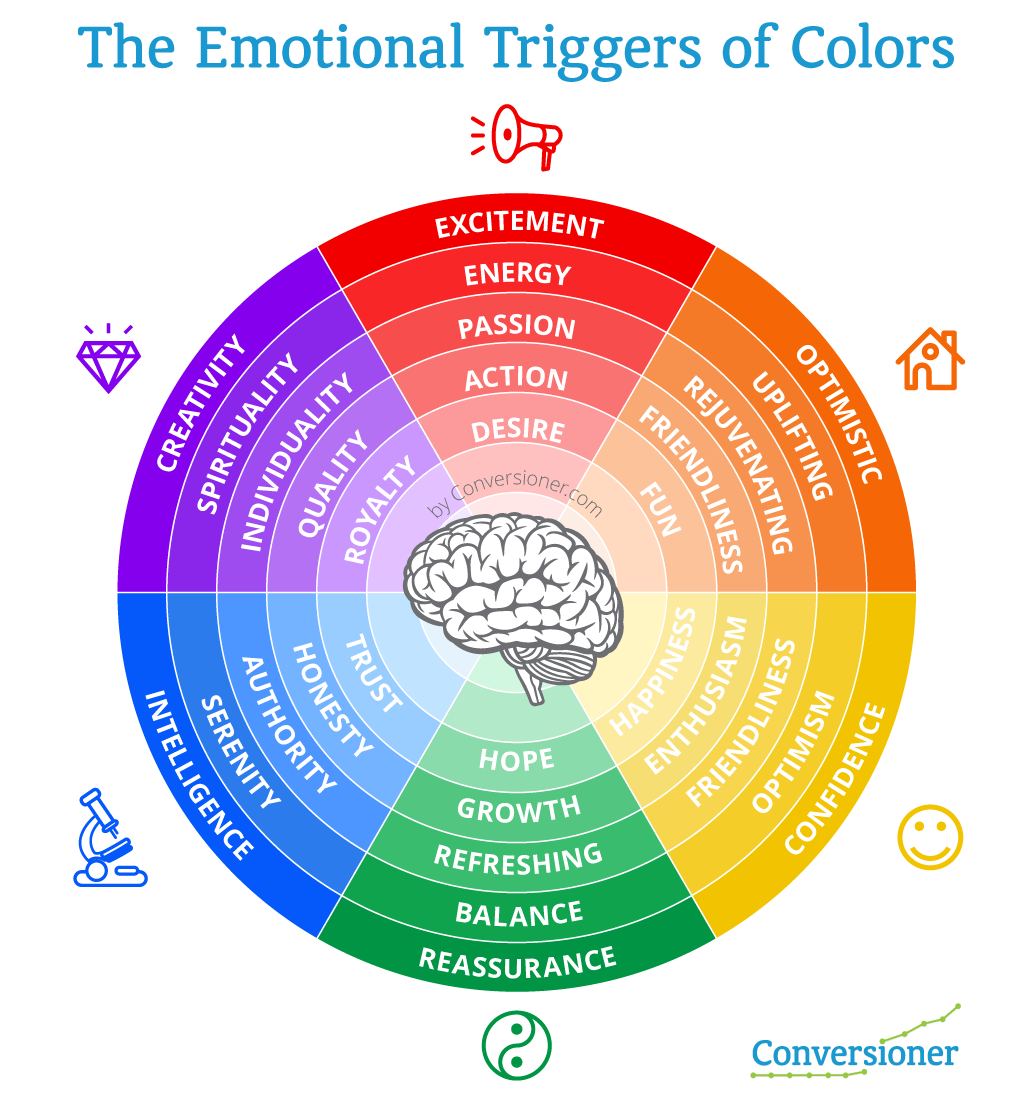 The Emotional Triggers of Colors
EXCITEMENT
ENERGY
PASSION
ACTION
DESIRE
by Conversioner.com
OPTIMISTIC
UPLIFTING
REJUVENATING
FRIENDLINESS
FUN
CONFIDENCE
OPTIMISM
FRIENDLINESS
ENTHUSIASM
HAPPINESS
HOPE
GROWTH
REFRESHING
BALANCE
REASSURANCE
INTELLIGENCE
SERENITY
AUTHORITY
HONESTY
TRUST
CREATIVITY
SPIRITUALITY
INDIVIDUALITY
QUALITY
ROYALTY
Conversioner